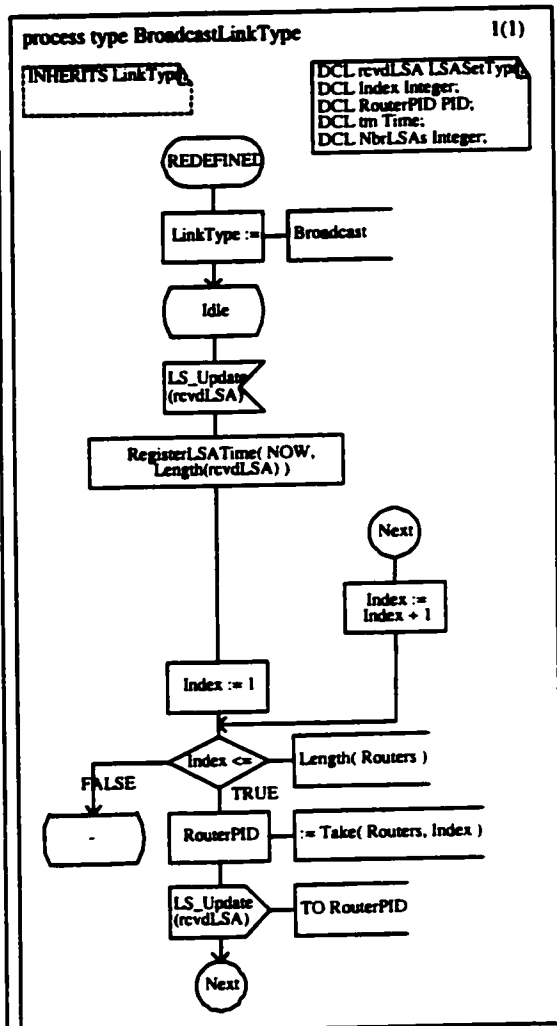 process type BroadcastLinkType
1(1)
INHERITS LinkType;
DCL rcvdLSA LSASetType;
DCL Index Integer;
DCL RouterPID PID;
DCL tm Time;
DCL NbrLSAs Integer;
REDEFINED
LinkType :=
Broadcast
Idle
LS_Update
(rcvdLSA)
RegisterLSATime( NOW,
Length(rcvdLSA) )
Next
Index :=
Index + 1
Index := 1
Index <=
Length( Routers )
FALSE
TRUE
-
RouterPID
:= Take( Routers, Index )
LS_Update
(rcvdLSA)
TO RouterPID
Next